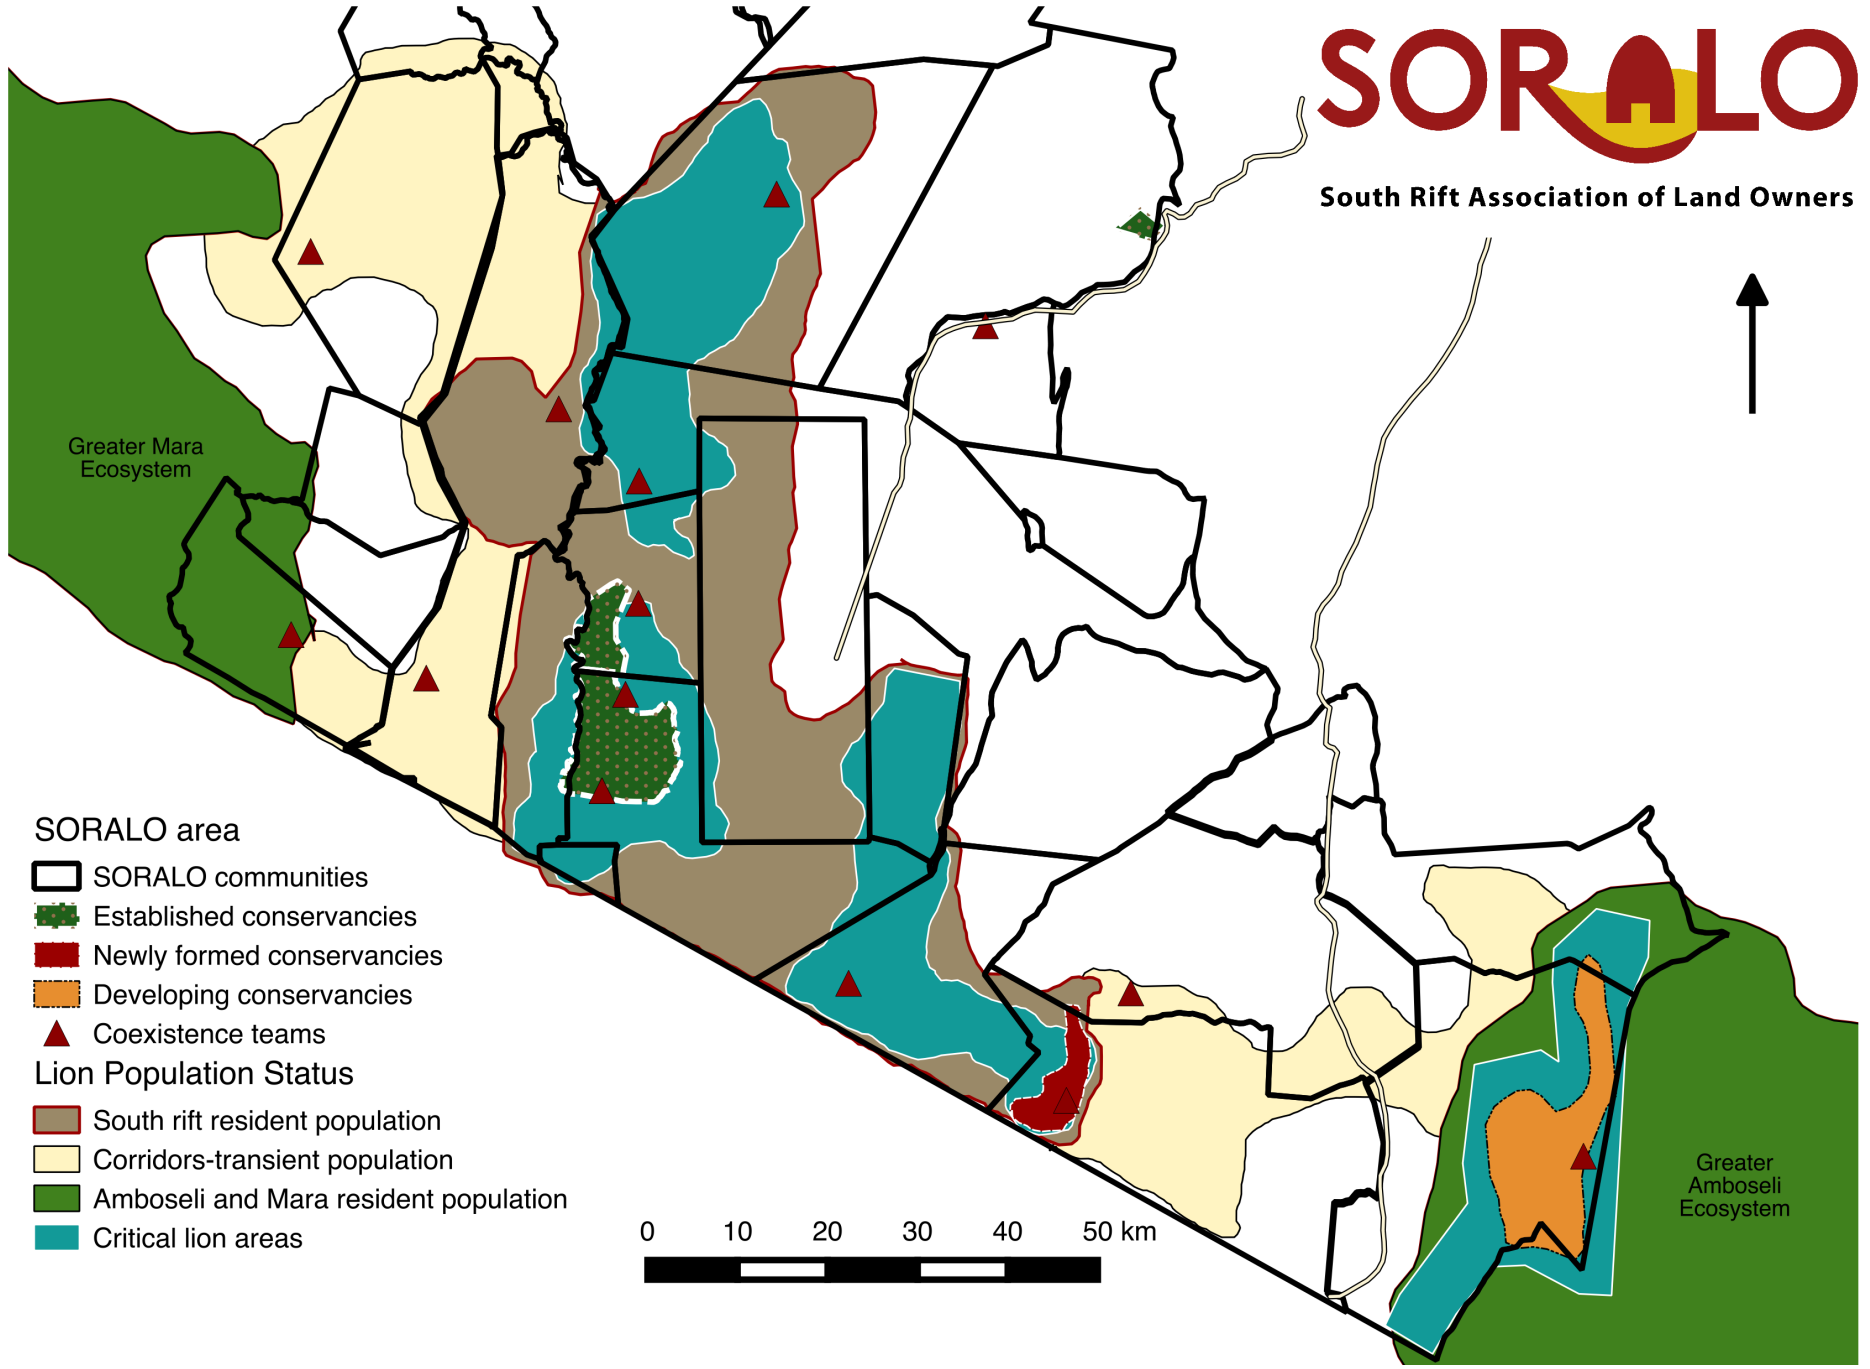 SORALO
South Rift Association of Land Owners
Greater Mara
Ecosystem
SORALO area
SORALO communities
Established conservancies
Newly formed conservancies
Developing conservancies
Coexistence teams
Lion Population Status
South rift resident population
Corridors-transient population
Amboseli and Mara resident population
Critical lion areas
0 10 20 30 40 50 km
Greater
Amboseli
Ecosystem